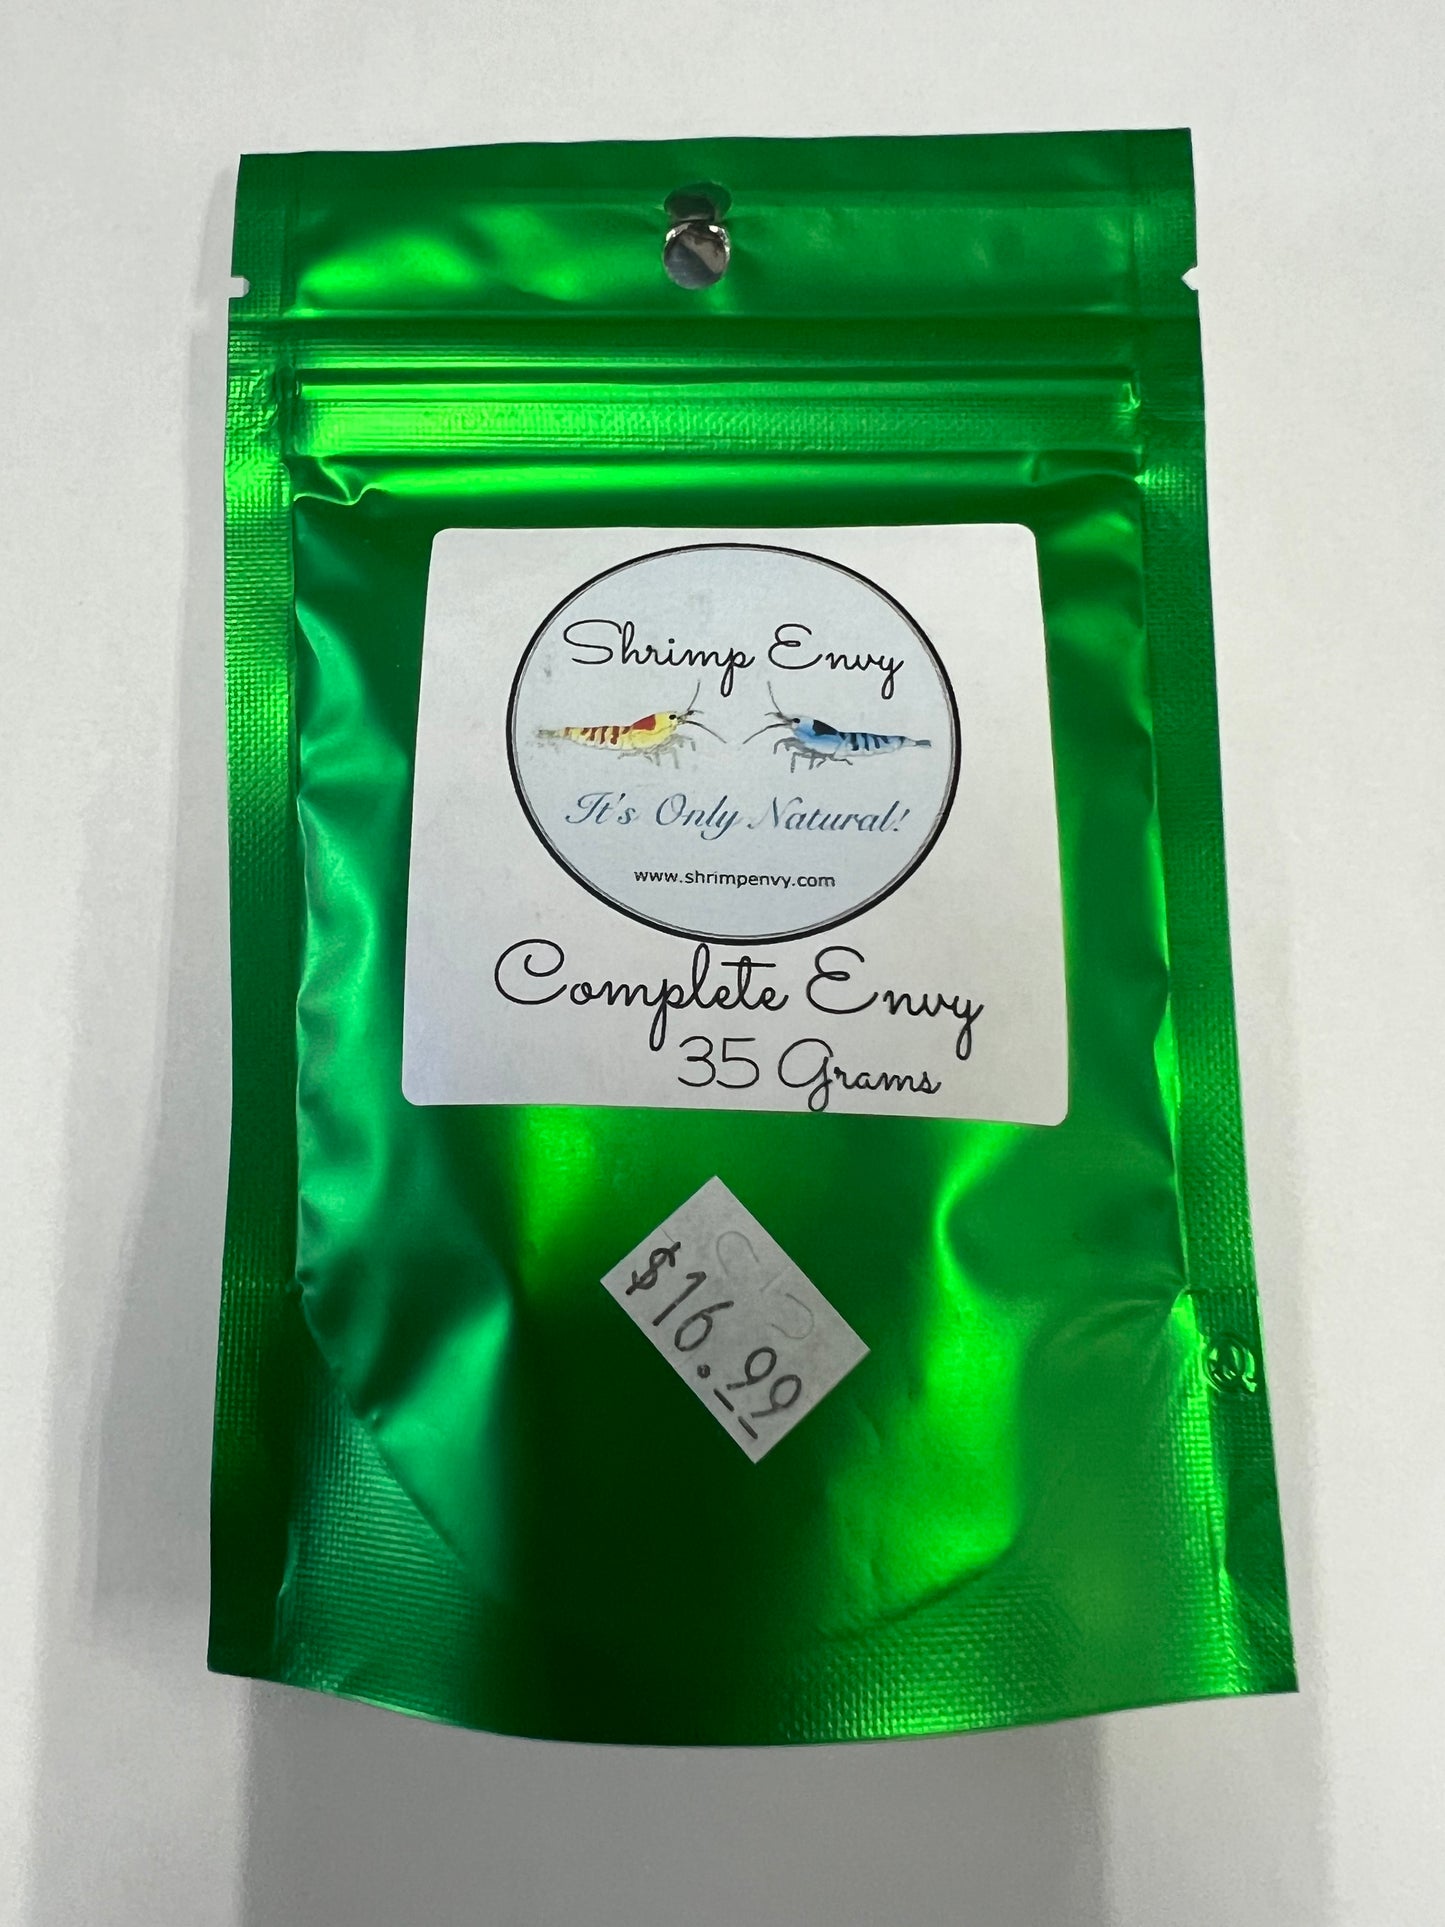 Shrimp Envy
It's Only Natural!
www.shrimpenvy.com
Complete Envy
35 Grams
$16.99